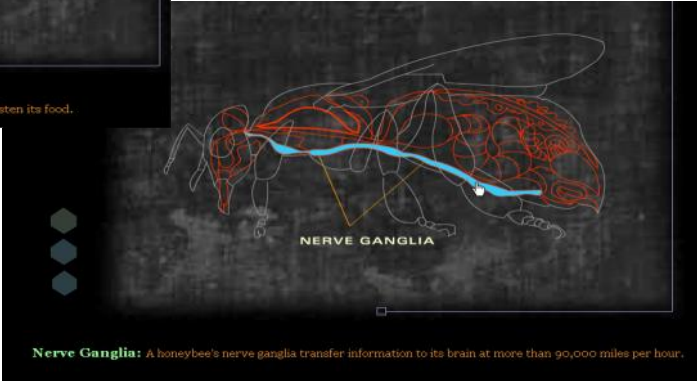 sten its food.
NERVE GANGLIA
Nerve Ganglia: A honeybee's nerve ganglia transfer information to its brain at more than 90,000 miles per hour.